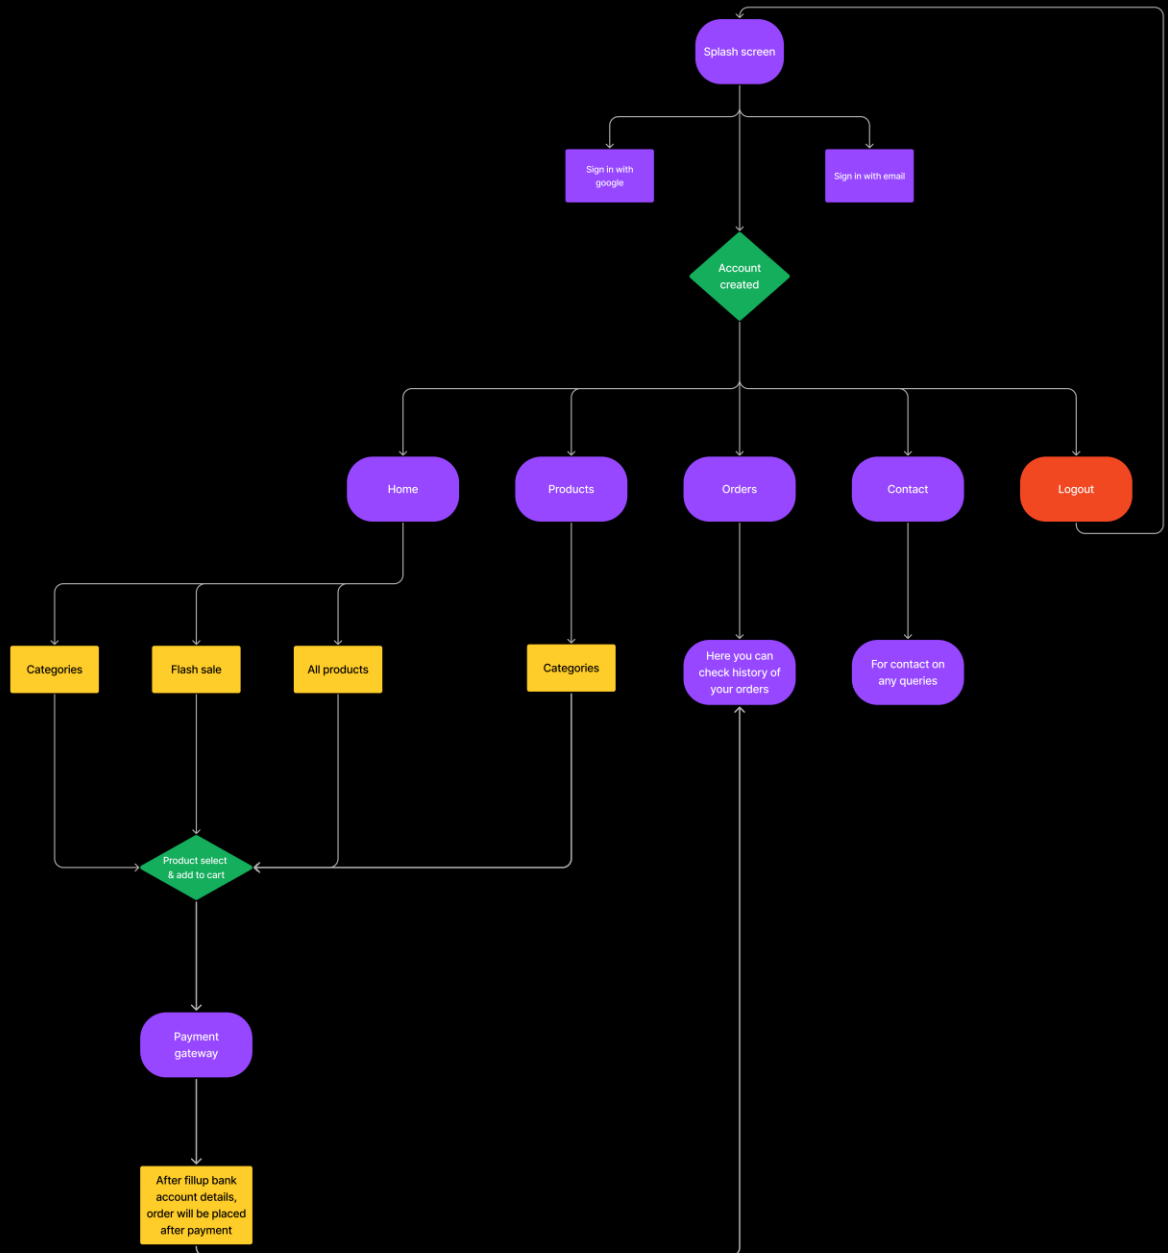 Splash screen
Sign in with
google
Sign in with email
Account
created
Home
Products
Orders
Contact
Logout
Categories
Flash sale
All products
Categories
Here you can
check history of
your orders
For contact on
any queries
Product select
& add to cart
Payment
gateway
After fillup bank
account details,
order will be placed
after payment